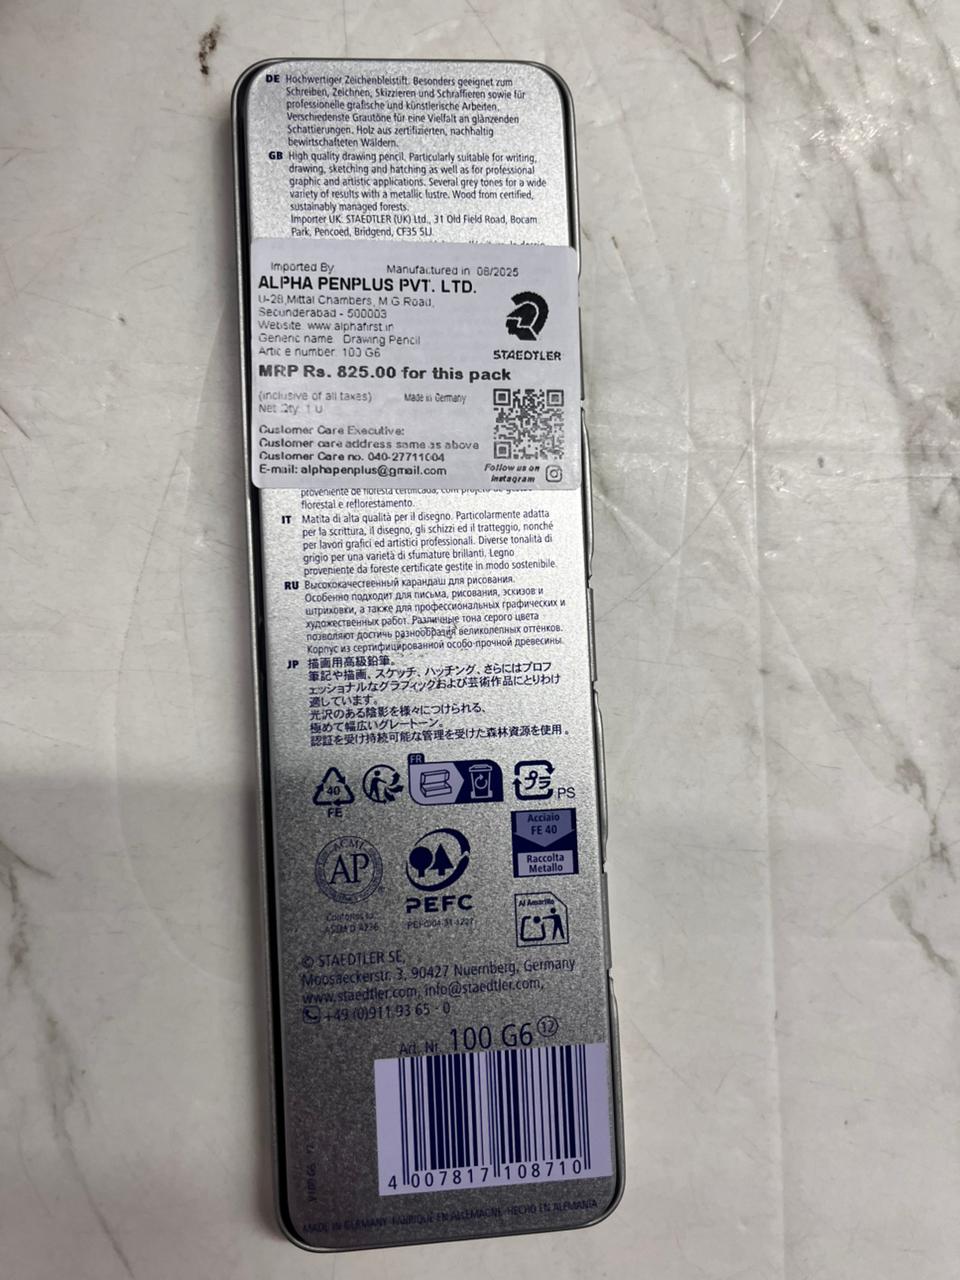 DE Hochwertiger Zeichenbleistift. Besonders geeignet zum
Schreiben, Zeichnen, Skizzieren und Schraffieren sowie für
professionelle grafische und künstlerische Arbeiten.
Verschiedenste Grautöne für eine Vielfalt an glänzenden
Schattierungen. Holz aus zertifizierten, nachhaltig
bewirtschafteten Wäldern.
GB High quality drawing pencil. Particularly suitable for writing,
drawing, sketching and hatching as well as for professional
graphic and artistic applications. Several grey tones for a wide
variety of results with a metallic lustre. Wood from certified,
sustainably managed forests.
Importer UK: STAEDTLER (UK) Ltd., 31 Old Field Road, Bocam
Park, Pencoed, Bridgend, CF35 5LJ
Imported By Manufactured in 08/2025
ALPHA PENPLUS PVT. LTD.
U-28,Mittal Chambers, M G Road,
Secunderabad - 500003
Website: www.alphafirst.in
Generic name Drawing Pencil
Article number: 100 G6
STAEDTLER
MRP Rs. 825.00 for this pack
(inclusive of all taxes) Made in Germany
Net Qty: 1 U
Customer Care Executive:
Customer care address same as above
Customer Care no. 040-27711004
E-mail: alphapenplus@gmail.com
Follow us on
Instagram
proveniente de floresta certificada, com
florestal e reflorestamento.
IT Matita di alta qualità per il disegno. Particolarmente adatta
per la scrittura, il disegno, gli schizzi ed il tratteggio, nonché
per lavori grafici ed artistici professionali. Diverse tonalità di
grigio per una varietà di sfumature brillanti. Legno
proveniente da foreste certificate gestite in modo sostenibile.
RU Высококачественный карандаш для рисования.
Особенно подходит для письма, рисования, эскизов и
штриховки, а также для профессиональных графических и
художественных работ. Различные тона серого цвета
позволяют достичь разнообразия великолепных оттенков.
Корпус из сертифицированной особо-прочной древесины.
JP 描画用高級鉛筆。
筆記や描画、スケッチ、ハッチング、さらにはプロフ
ェッショナルなグラフィックおよび芸術作品にとりわけ
適しています。
光沢のある陰影を様々につけられる、
極めて幅広いグレートーン。
認証を受け持続可能な管理を受けた森林資源を使用。
FR
40
FE
プラ
PS
Acciaio
FE 40
Raccolta
Metallo
ACMI
AP
Conforms to
ASTM D 4236
PEFC
Al Amarillo
© STAEDTLER SE,
Moosaeckerstr. 3, 90427 Nuernberg, Germany
www.staedtler.com, info@staedtler.com,
+49 (0)911 93 65 - 0
Art. Nr. 100 G6 12
4 007817 108710
MADE IN GERMANY FABRIQUÉ EN ALLEMAGNE HECHO EN ALEMANIA